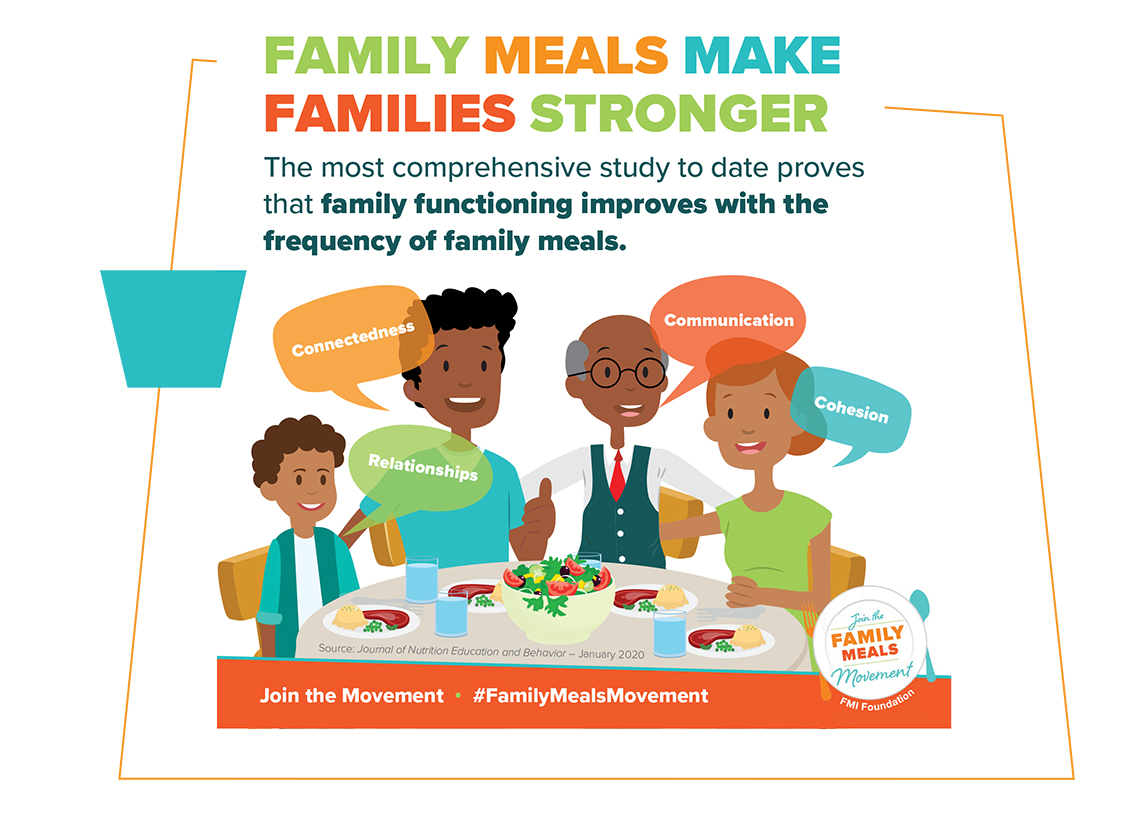 FAMILY MEALS MAKE
FAMILIES STRONGER
The most comprehensive study to date proves
that family functioning improves with the
frequency of family meals.
Connectedness
Communication
Cohesion
Relationships
Source: Journal of Nutrition Education and Behavior – January 2020
Join the Movement • #FamilyMealsMovement
Join the
FAMILY
MEALS
Movement
FMI Foundation